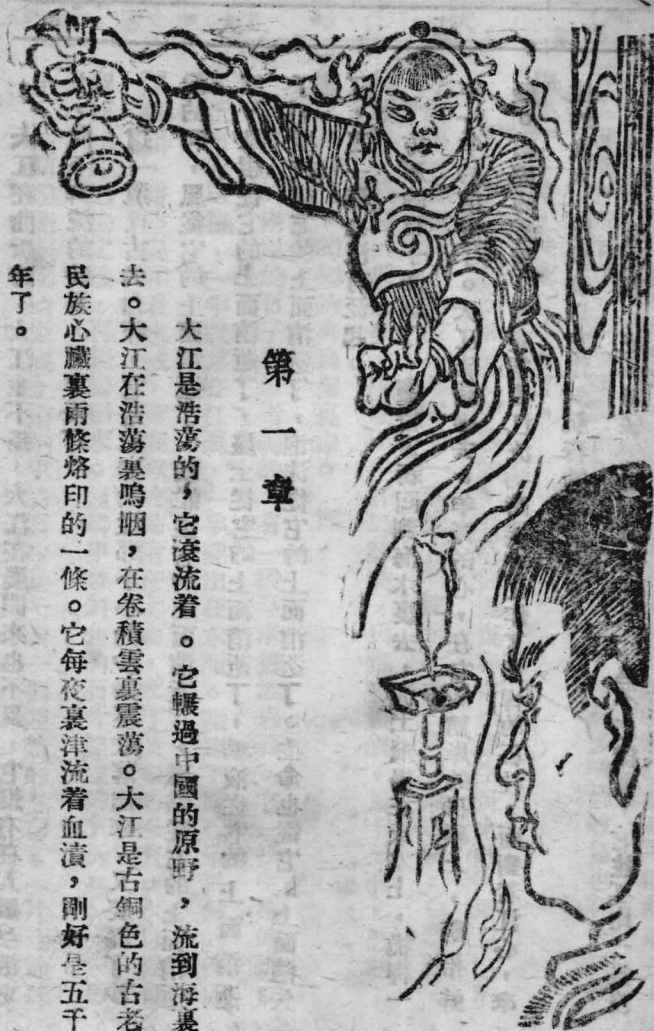 第一章
大江是浩蕩的，它滾流着。它輾過中國的原野，流到海裏
去。大江在浩蕩裏嗚咽，在卷積雲裏震蕩。大江是古銅色的古老
民族心臟裏兩條烙印的一條。它每夜裏津流着血漬，剛好是五千
年了。